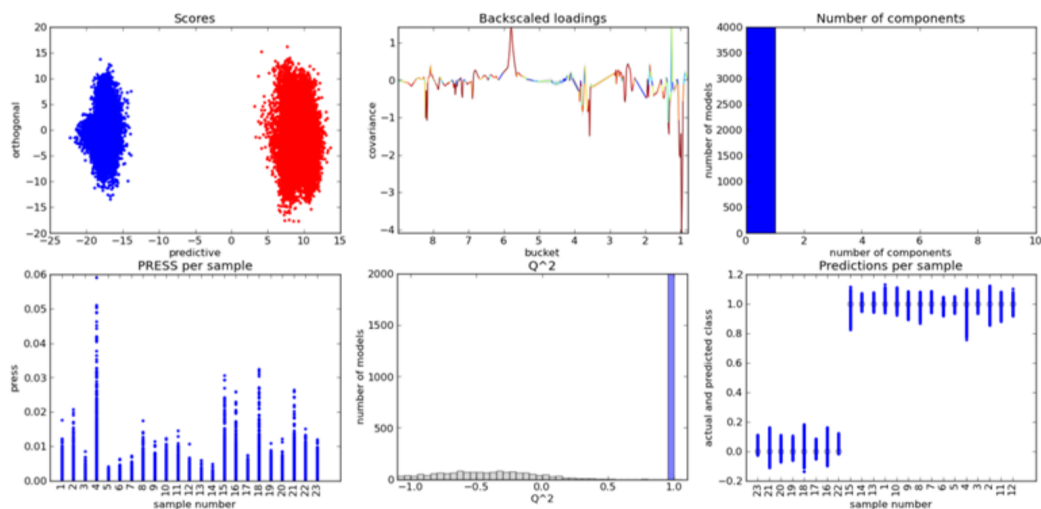 Scores
20
15
10
5
0
−5
−10
−15
−20
orthogonal
−25 −20 −15 −10 −5 0 5 10 15
predictive
Backscaled loadings
1
0
−1
−2
−3
−4
covariance
8 7 6 5 4 3 2 1
bucket
Number of components
4000
3500
3000
2500
2000
1500
1000
500
0
number of models
0 2 4 6 8 10
number of components
PRESS per sample
0.06
0.05
0.04
0.03
0.02
0.01
0.00
press
1 2 3 4 5 6 7 8 9 10 11 12 13 14 15 16 17 18 19 20 21 22 23
sample number
Q^2
2000
1500
1000
500
0
number of models
−1.0 −0.5 0.0 0.5 1.0
Q^2
Predictions per sample
1.2
1.0
0.8
0.6
0.4
0.2
0.0
−0.2
actual and predicted class
23 21 20 19 18 17 16 22 15 14 13 1 10 9 8 7 6 5 4 3 2 11 12
sample number